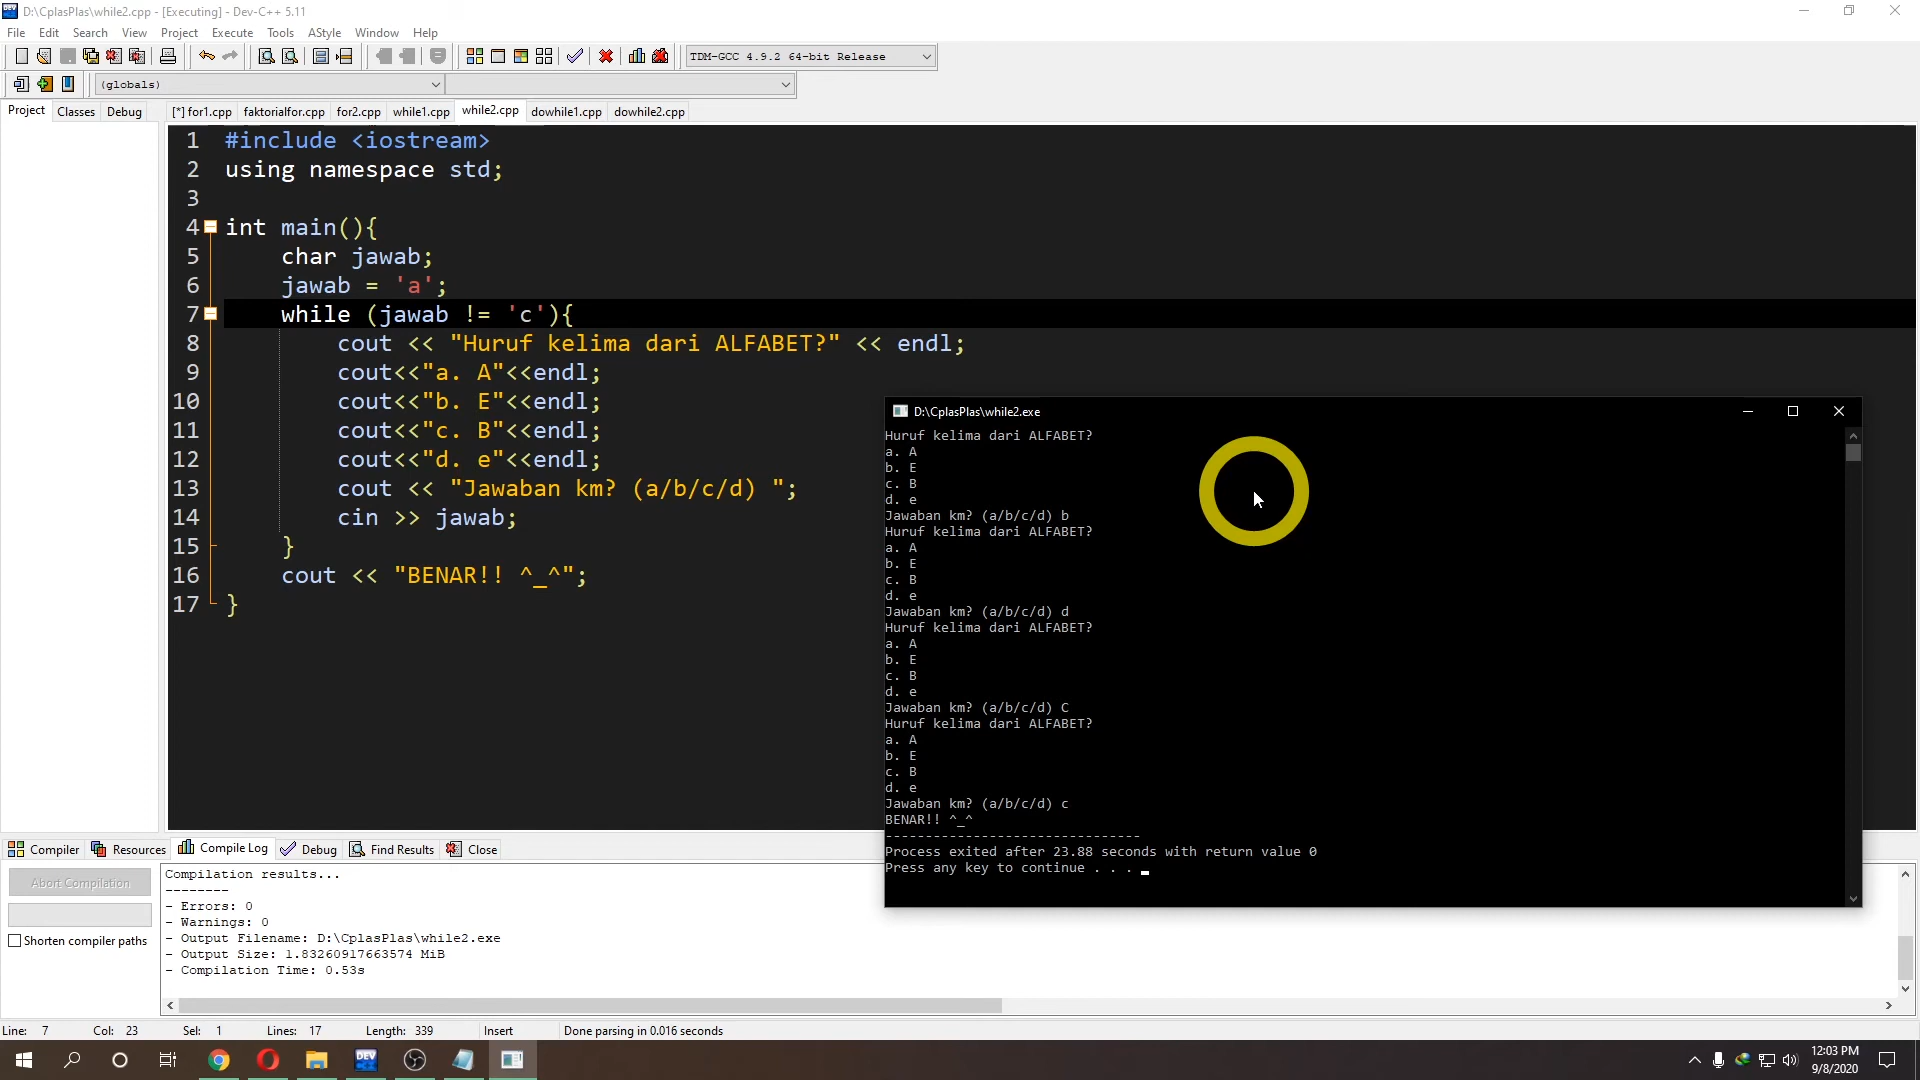 D:\CplasPlas\while2.cpp - [Executing] - Dev-C++ 5.11
File Edit Search View Project Execute Tools AStyle Window Help
TDM-GCC 4.9.2 64-bit Release
(globals)
Project Classes Debug [*] for1.cpp faktorialfor.cpp for2.cpp while1.cpp while2.cpp dowhile1.cpp dowhile2.cpp
1 #include <iostream>
2 using namespace std;
3
4 int main(){
5 char jawab;
6 jawab = 'a';
7 while (jawab != 'c'){
8 cout << "Huruf kelima dari ALFABET?" << endl;
9 cout<<"a. A"<<endl;
10 cout<<"b. E"<<endl;
11 cout<<"c. B"<<endl;
12 cout<<"d. e"<<endl;
13 cout << "Jawaban km? (a/b/c/d) ";
14 cin >> jawab;
15 }
16 cout << "BENAR!! ^_^";
17 }
D:\CplasPlas\while2.exe
Huruf kelima dari ALFABET?
a. A
b. E
c. B
d. e
Jawaban km? (a/b/c/d) b
Huruf kelima dari ALFABET?
a. A
b. E
c. B
d. e
Jawaban km? (a/b/c/d) d
Huruf kelima dari ALFABET?
a. A
b. E
c. B
d. e
Jawaban km? (a/b/c/d) C
Huruf kelima dari ALFABET?
a. A
b. E
c. B
d. e
Jawaban km? (a/b/c/d) c
BENAR!! ^_^
--------------------------------
Process exited after 23.88 seconds with return value 0
Press any key to continue . . .
Compiler Resources Compile Log Debug Find Results Close
Abort Compilation
Shorten compiler paths
Compilation results...
--------
- Errors: 0
- Warnings: 0
- Output Filename: D:\CplasPlas\while2.exe
- Output Size: 1.83260917663574 MiB
- Compilation Time: 0.53s
Line: 7 Col: 23 Sel: 1 Lines: 17 Length: 339 Insert Done parsing in 0.016 seconds
DEV
12:03 PM
9/8/2020